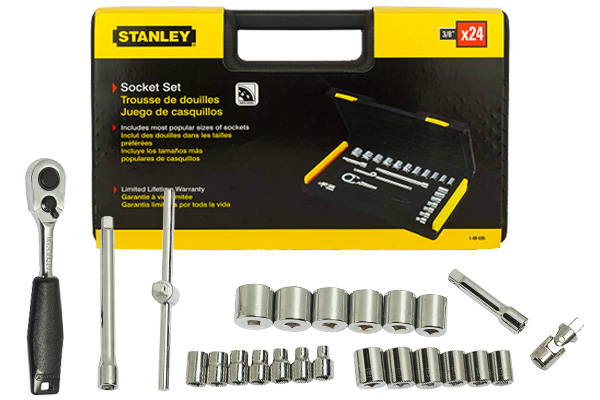 STANLEY
3/8" x24
Socket Set
Trousse de douilles
Juego de casquillos
Includes most popular sizes of sockets
Inclut des douilles dans les tailles
préférées
Incluye los tamaños más
populares de casquillos
Limited Lifetime Warranty
Garantie à vie limitée
Garantía limitada por toda la vida